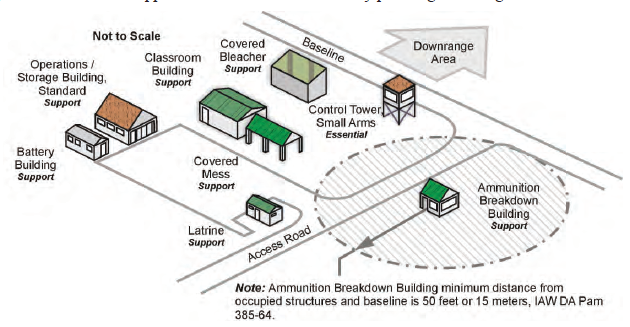 Not to Scale
Operations /
Storage Building,
Standard
Support
Classroom
Building
Support
Covered
Bleacher
Support
Baseline
Downrange
Area
Control Tower,
Small Arms
Essential
Battery
Building
Support
Covered
Mess
Support
Latrine
Support
Access Road
Ammunition
Breakdown
Building
Support
Note: Ammunition Breakdown Building minimum distance from
occupied structures and baseline is 50 feet or 15 meters, IAW DA Pam
385-64.